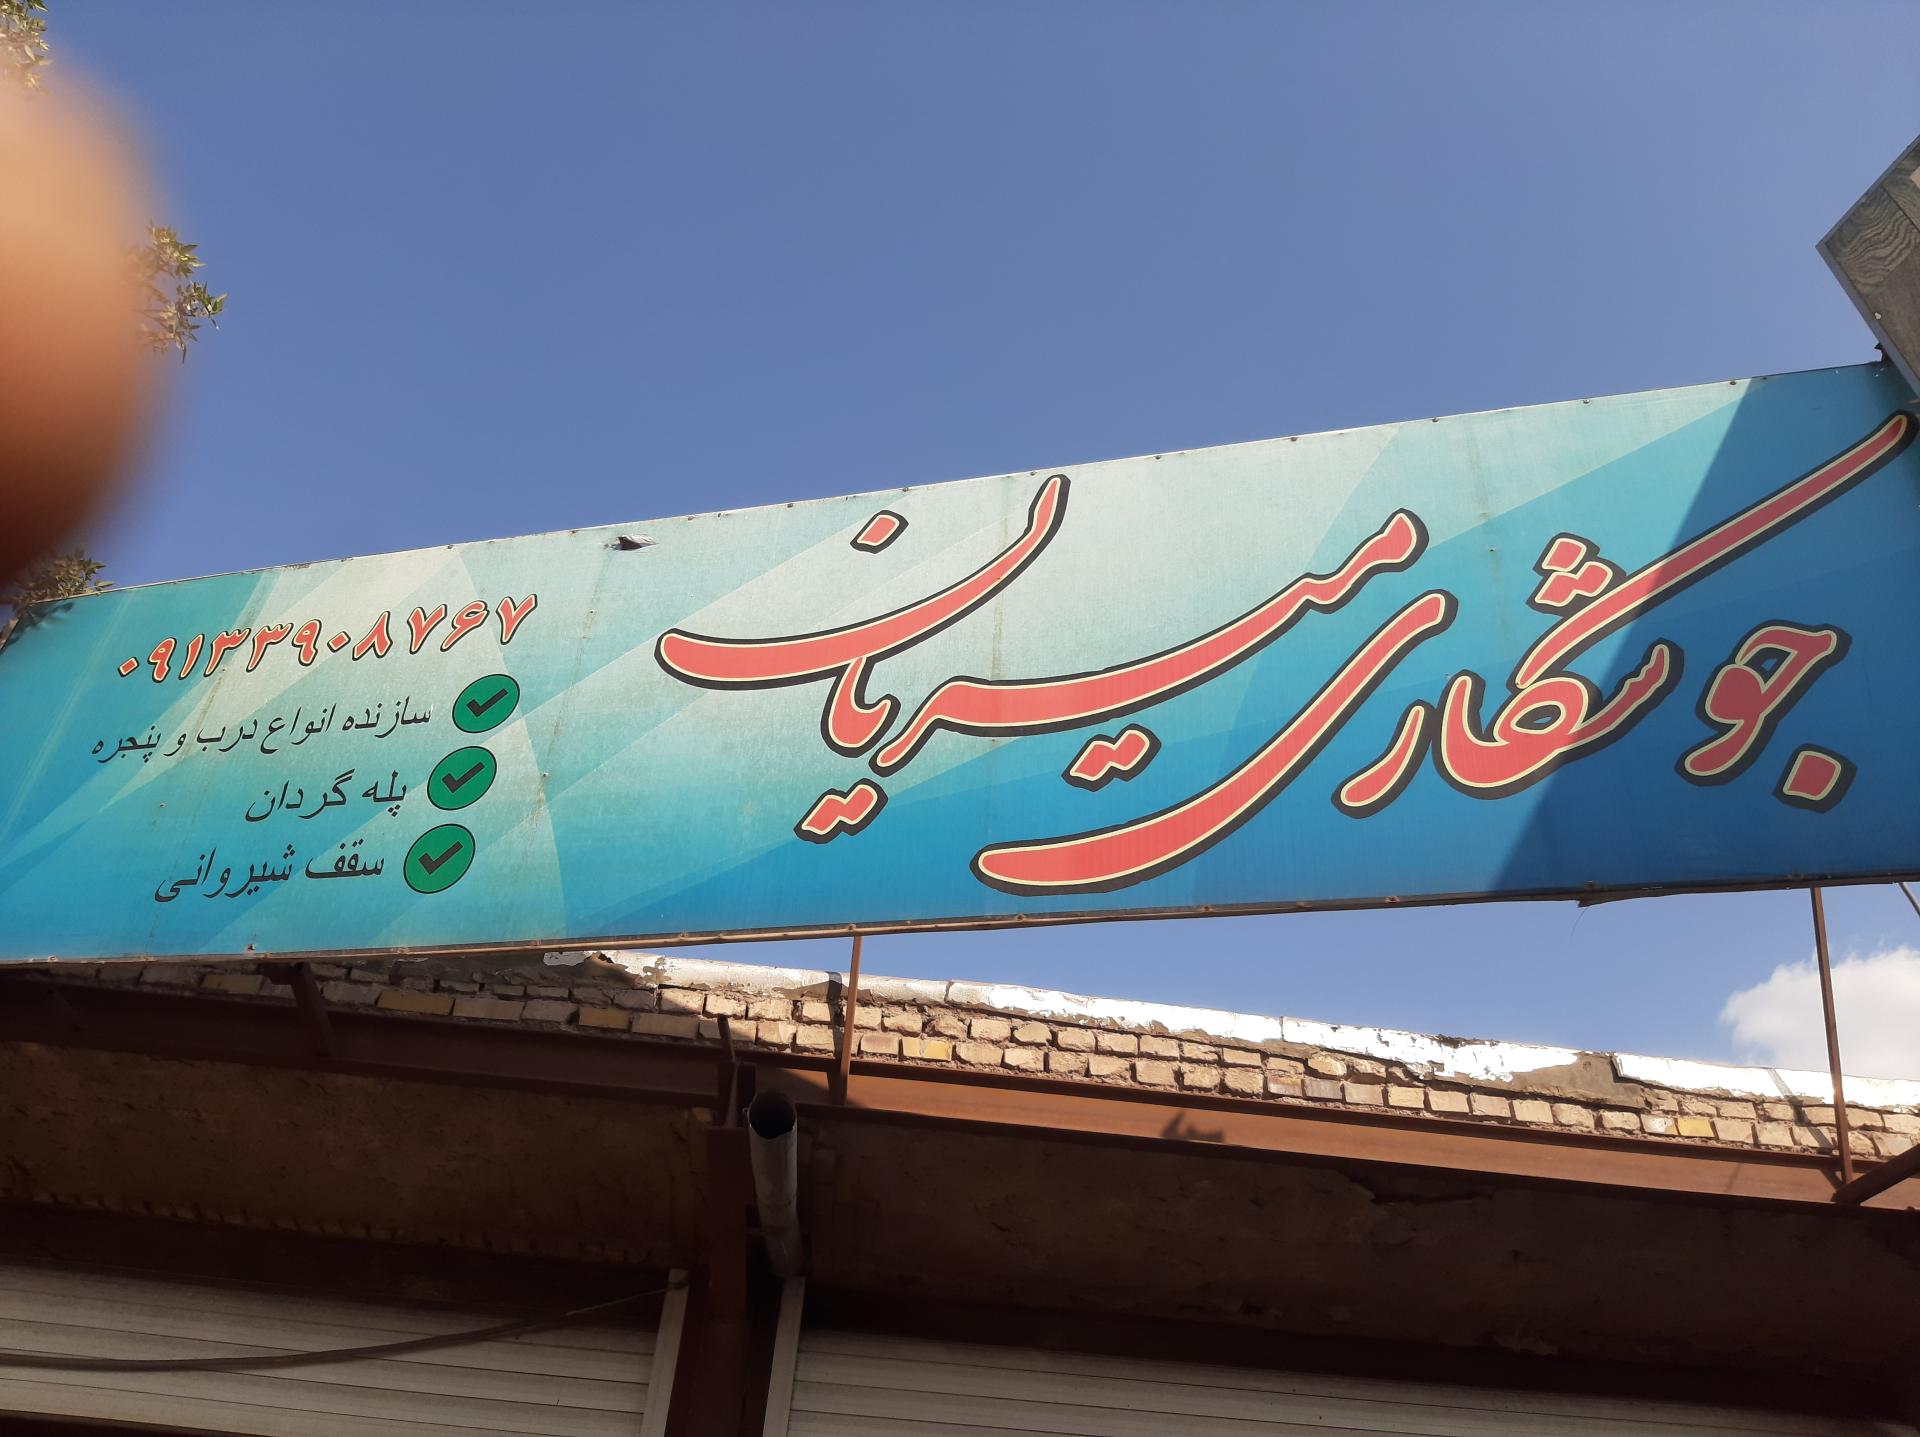 جوشکاری میریان
۰۹۱۳۳۹۰۸۷۶۷
سازنده انواع درب و پنجره
پله گردان
سقف شیروانی